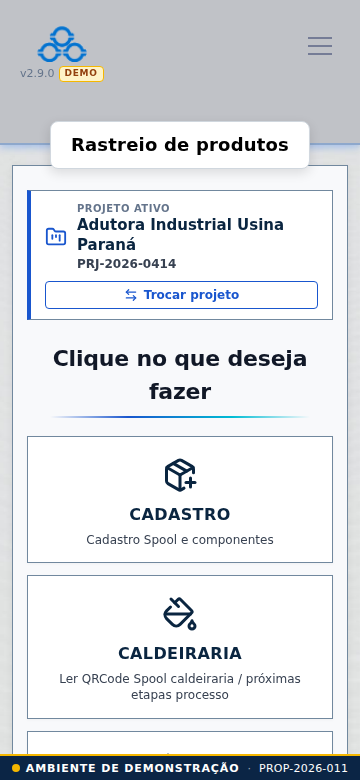 v2.9.0 DEMO
Rastreio de produtos
PROJETO ATIVO
Adutora Industrial Usina
Paraná
PRJ-2026-0414
Trocar projeto
Clique no que deseja
fazer
CADASTRO
Cadastro Spool e componentes
CALDEIRARIA
Ler QRCode Spool caldeiraria / próximas
etapas processo
AMBIENTE DE DEMONSTRAÇÃO · PROP-2026-011